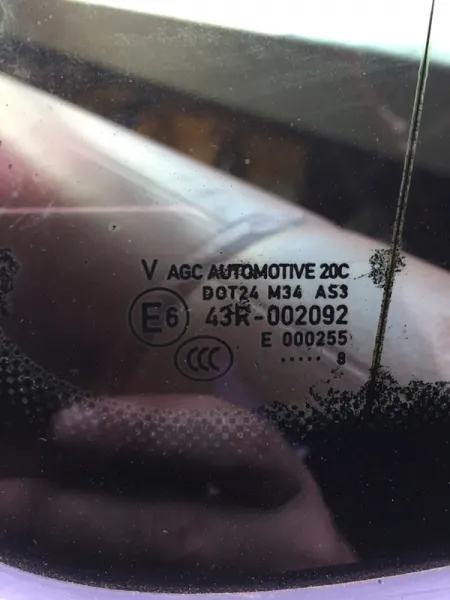 V AGC AUTOMOTIVE 20C
DOT24 M34 AS3
E6 43R-002092
E 000255
CCC
..... 8